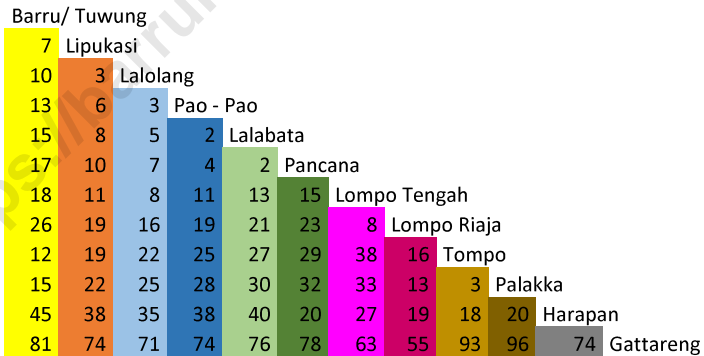 Barru/ Tuwung
7 Lipukasi
10 3 Lalolang
13 6 3 Pao - Pao
15 8 5 2 Lalabata
17 10 7 4 2 Pancana
18 11 8 11 13 15 Lompo Tengah
26 19 16 19 21 23 8 Lompo Riaja
12 19 22 25 27 29 38 16 Tompo
15 22 25 28 30 32 33 13 3 Palakka
45 38 35 38 40 20 27 19 18 20 Harapan
81 74 71 74 76 78 63 55 93 96 74 Gattareng